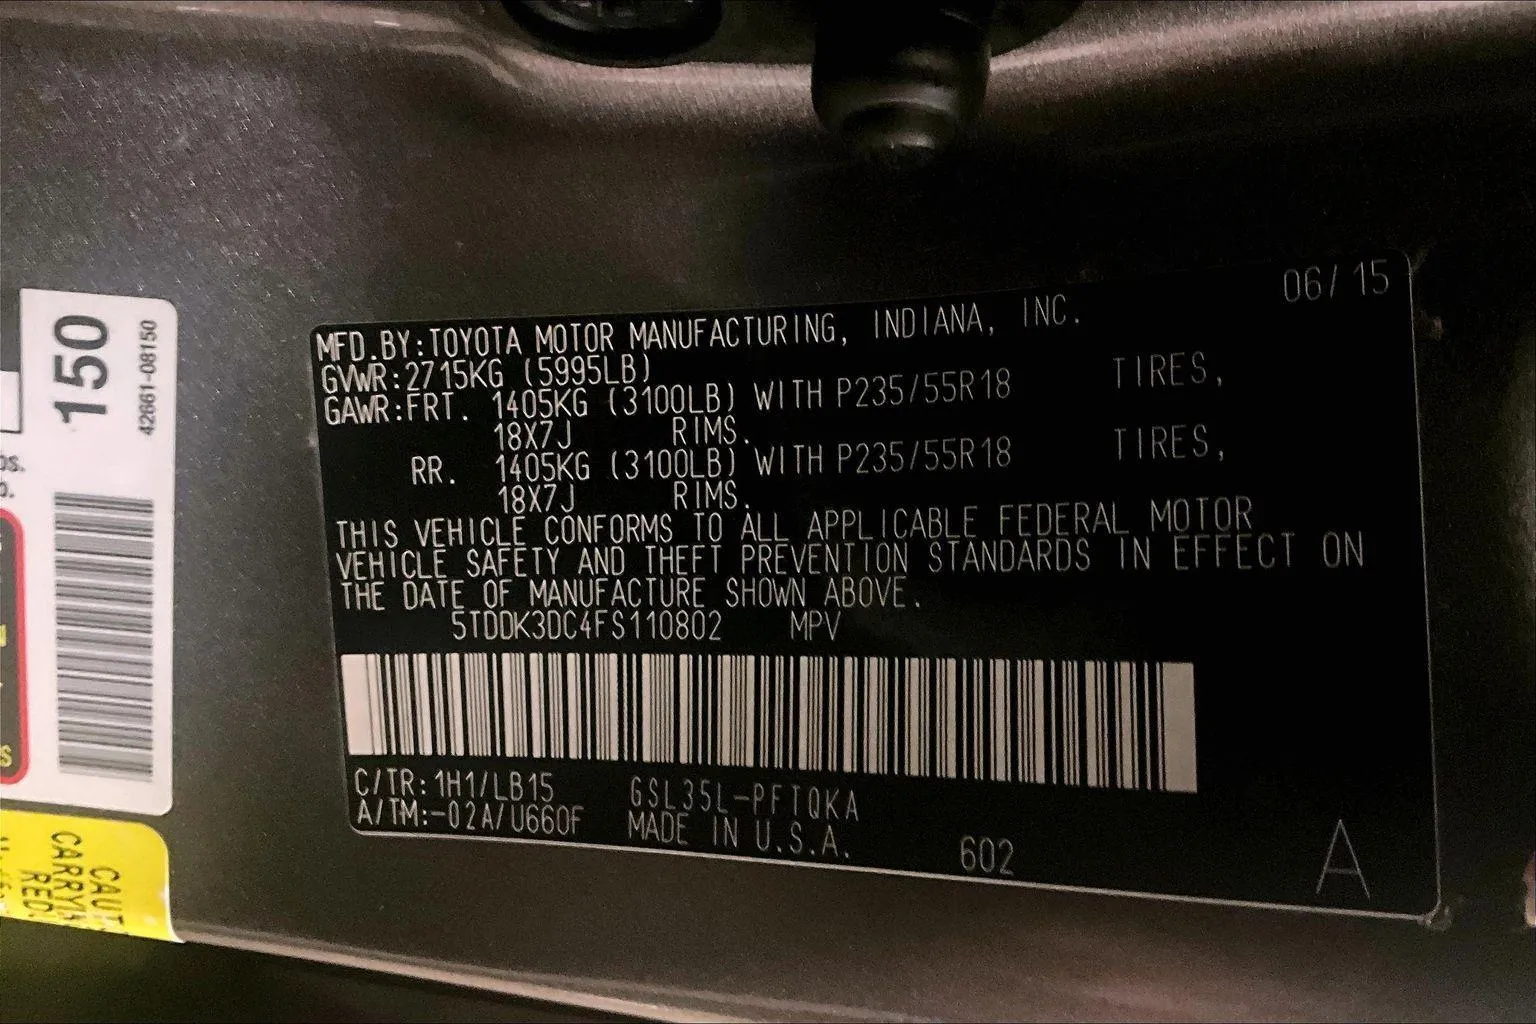 06/15
MFD.BY:TOYOTA MOTOR MANUFACTURING, INDIANA, INC.
GVWR:2715KG (5995LB)
GAWR:FRT. 1405KG (3100LB) WITH P235/55R18 TIRES,
18X7J RIMS.
RR. 1405KG (3100LB) WITH P235/55R18 TIRES,
18X7J RIMS.
THIS VEHICLE CONFORMS TO ALL APPLICABLE FEDERAL MOTOR
VEHICLE SAFETY AND THEFT PREVENTION STANDARDS IN EFFECT ON
THE DATE OF MANUFACTURE SHOWN ABOVE.
5TDDK3DC4FS110802 MPV
C/TR:1H1/LB15 GSL35L-PFTQKA
A/TM:-02A/U660F MADE IN U.S.A.
602
A
150
42661-08150
CAUT
CARRYI
RED